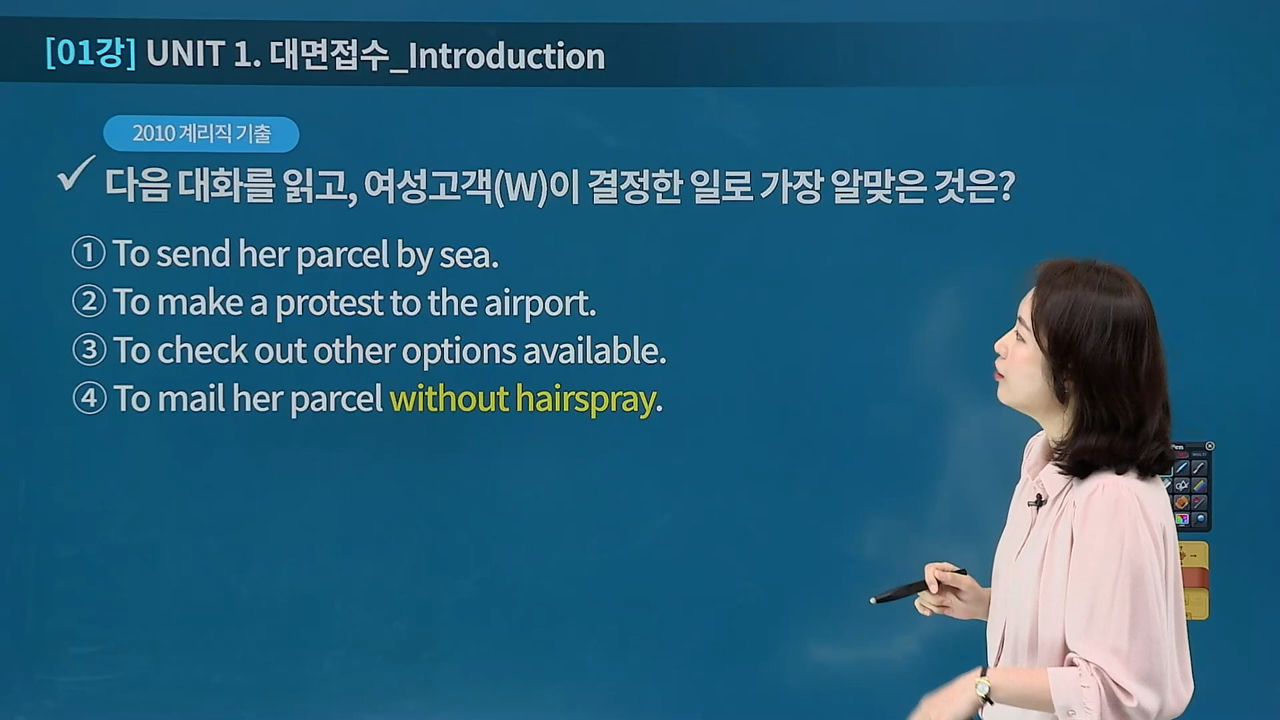 [01강] UNIT 1. 대면접수_Introduction
2010 계리직 기출
다음 대화를 읽고, 여성고객(W)이 결정한 일로 가장 알맞은 것은?
① To send her parcel by sea.
② To make a protest to the airport.
③ To check out other options available.
④ To mail her parcel without hairspray.